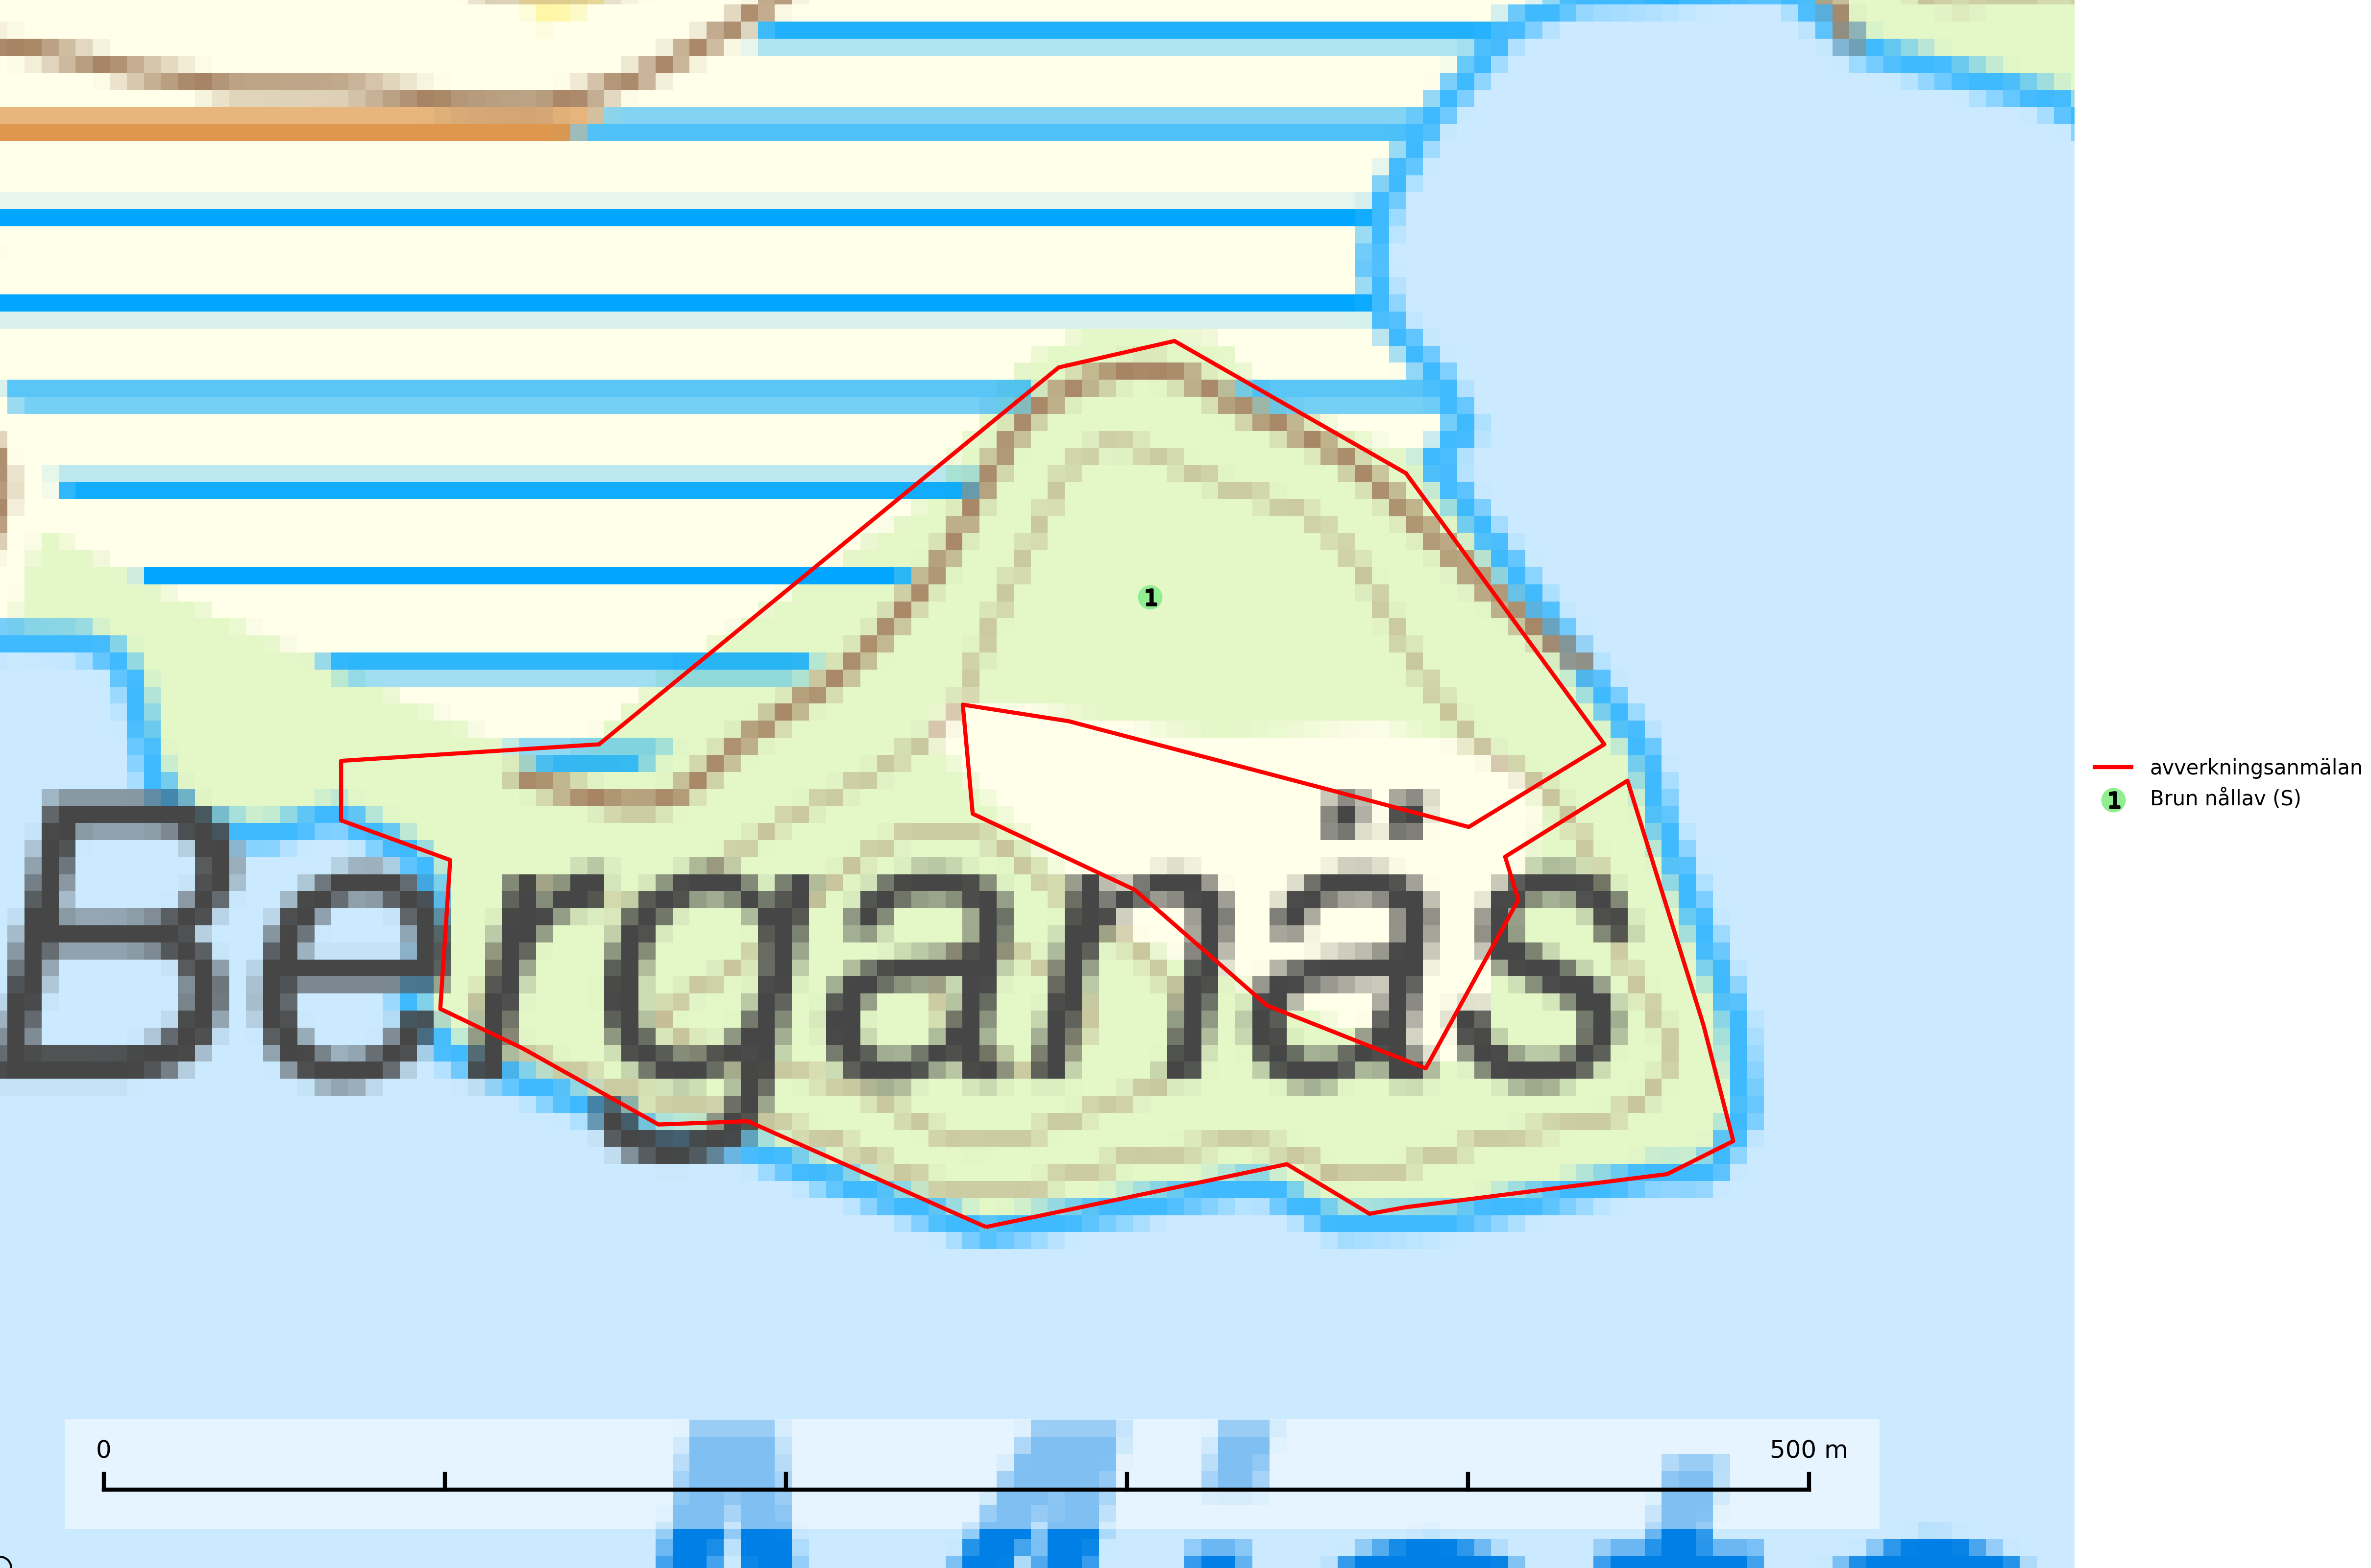 1
Berganäs
avverkningsanmälan
1 Brun nållav (S)
0 500 m